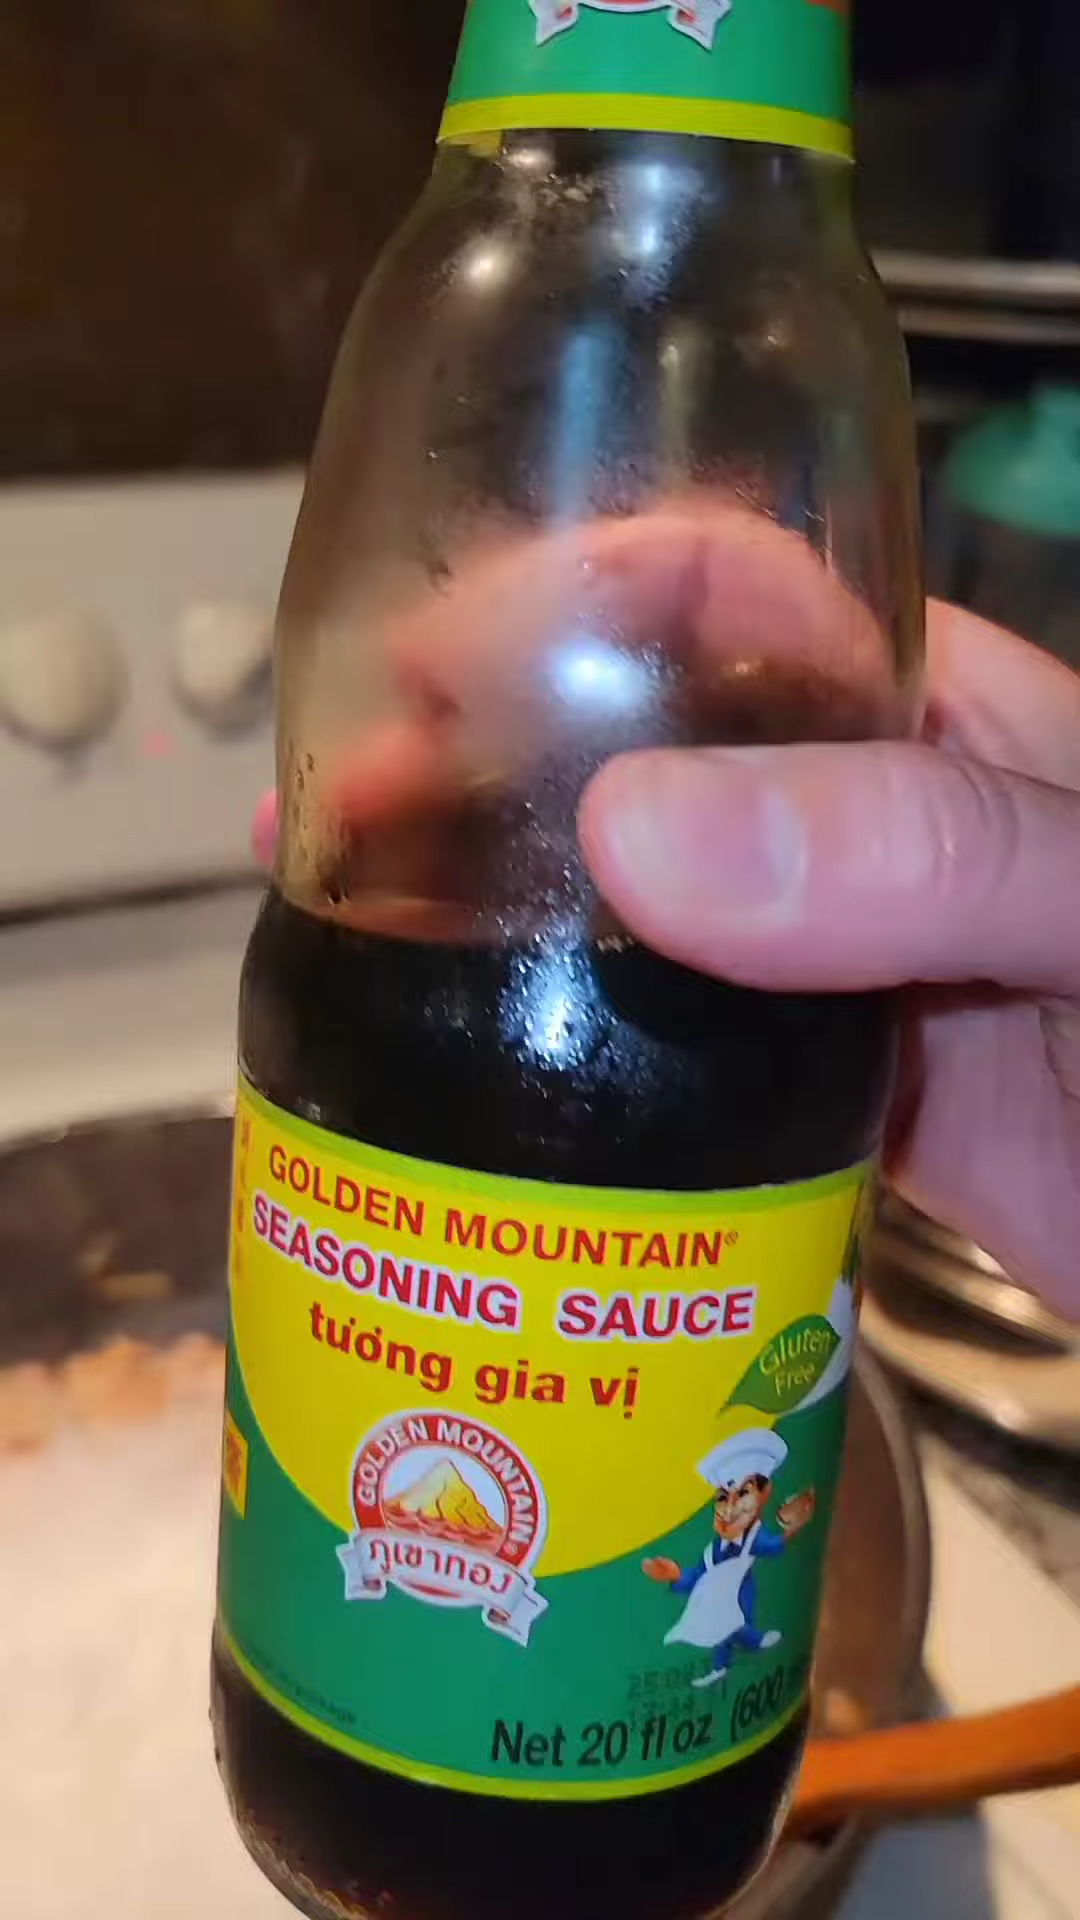 GOLDEN MOUNTAIN®
SEASONING SAUCE
tương gia vị
Gluten
Free
GOLDEN MOUNTAIN®
ภูเขาทอง
Net 20 fl oz (600